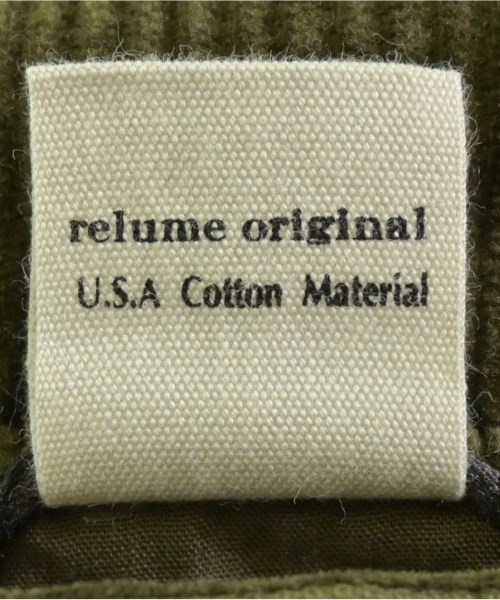 relume original
U.S.A Cotton Material